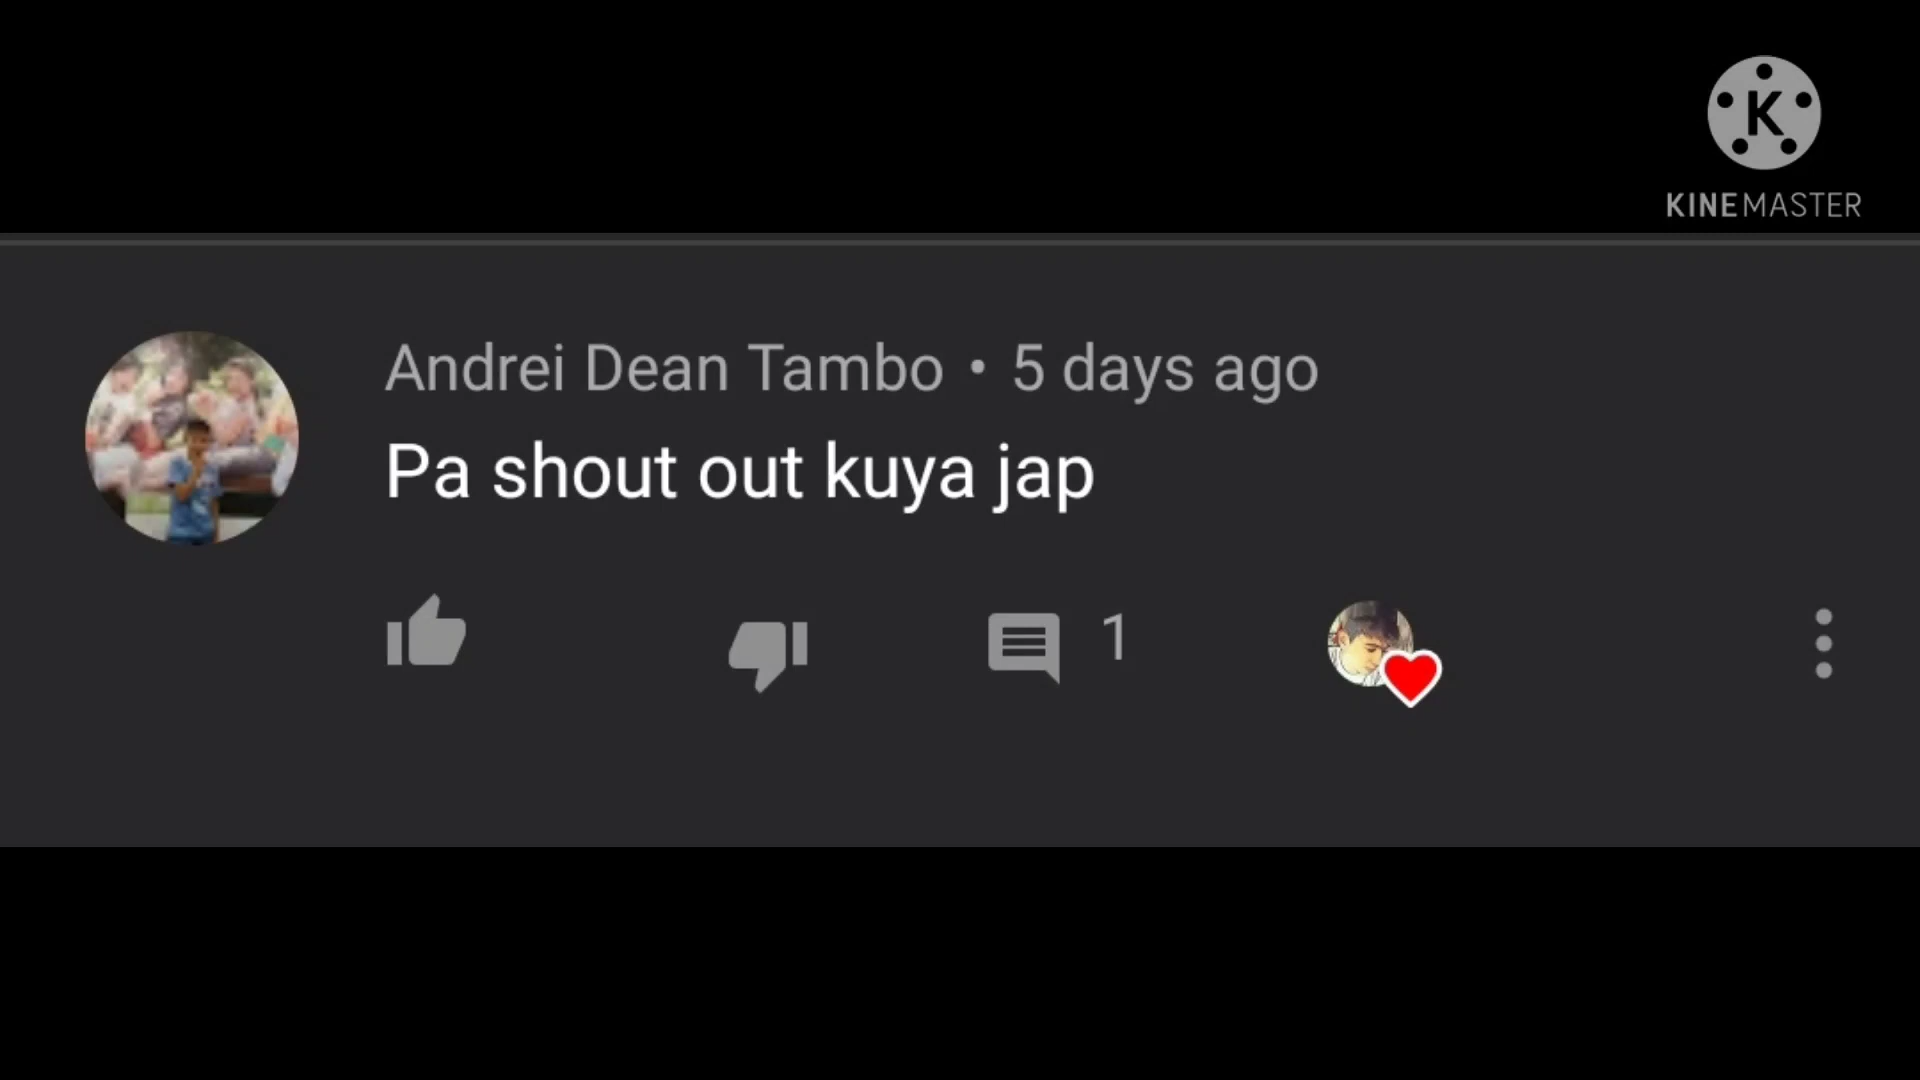 K
KINEMASTER
Andrei Dean Tambo • 5 days ago
Pa shout out kuya jap
1